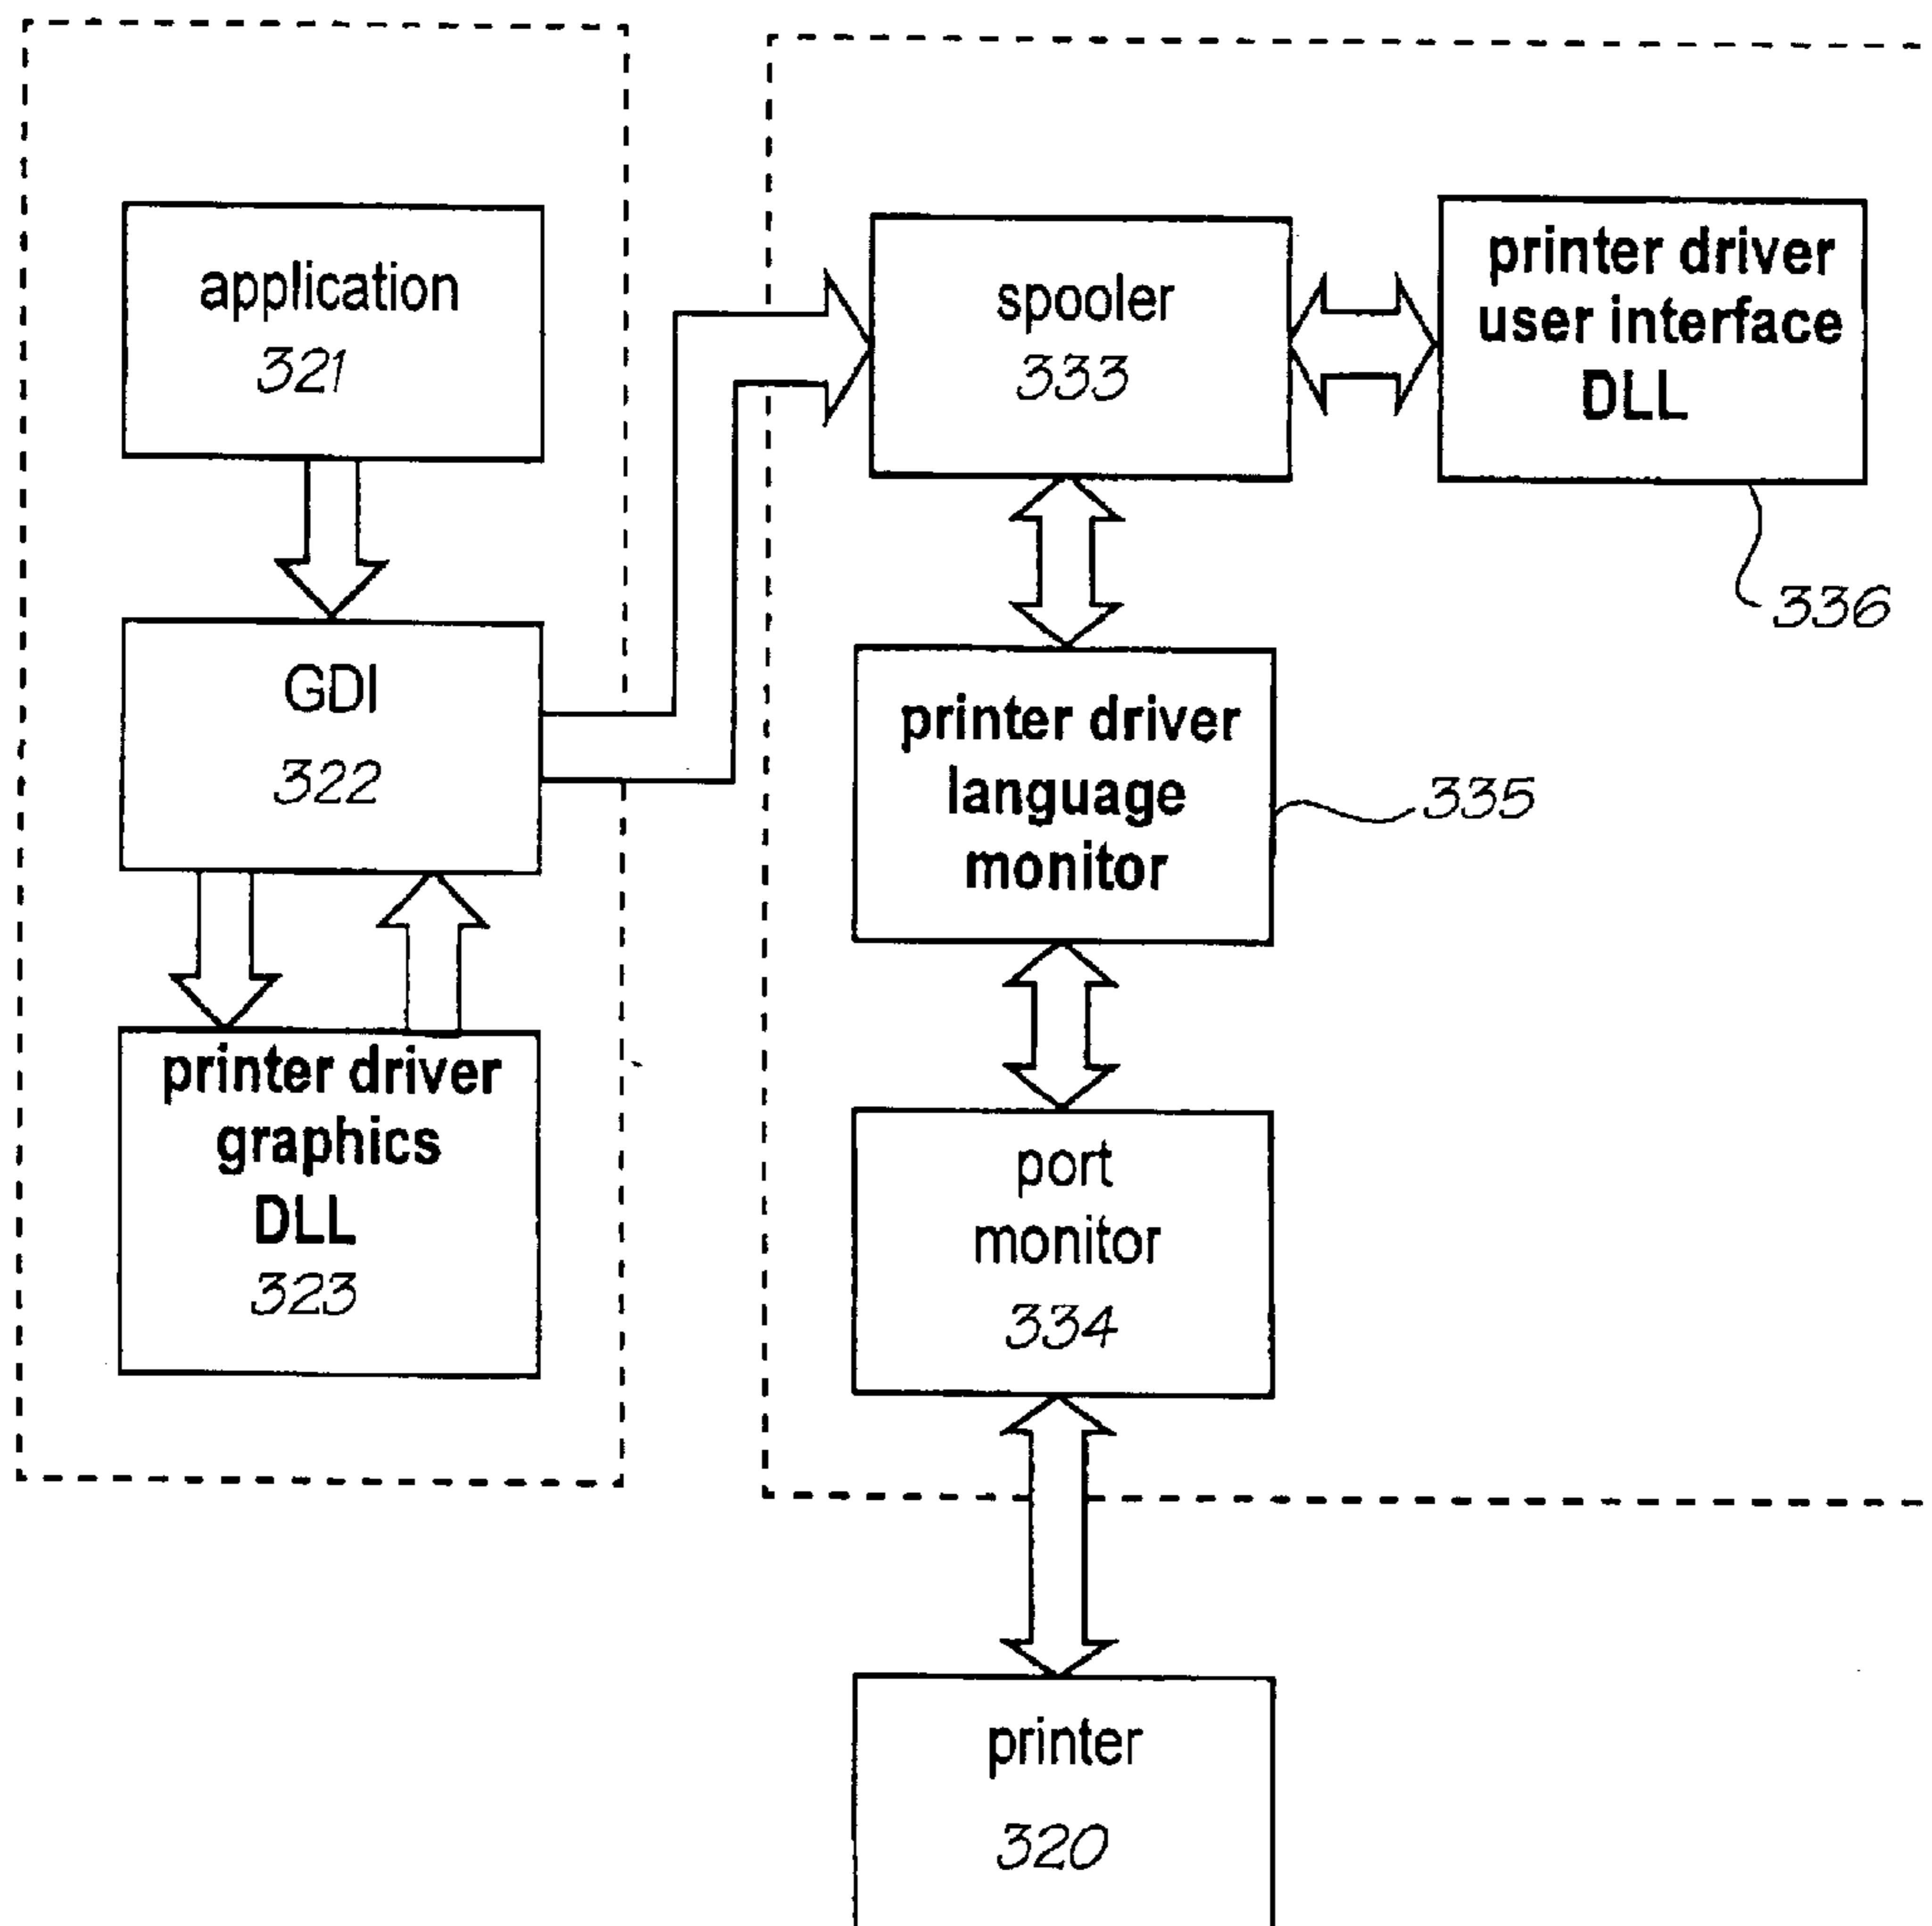 application
321
GDI
322
printer driver
graphics
DLL
323
spooler
333
printer driver
user interface
DLL
336
printer driver
language
monitor
335
port
monitor
334
printer
320